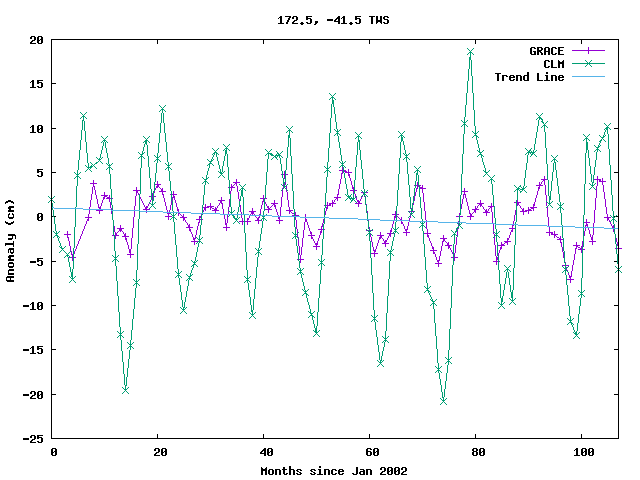 172.5, -41.5 TWS
GRACE
CLM
Trend Line
20
15
10
5
0
-5
-10
-15
-20
-25
Anomaly (cm)
0 20 40 60 80 100
Months since Jan 2002